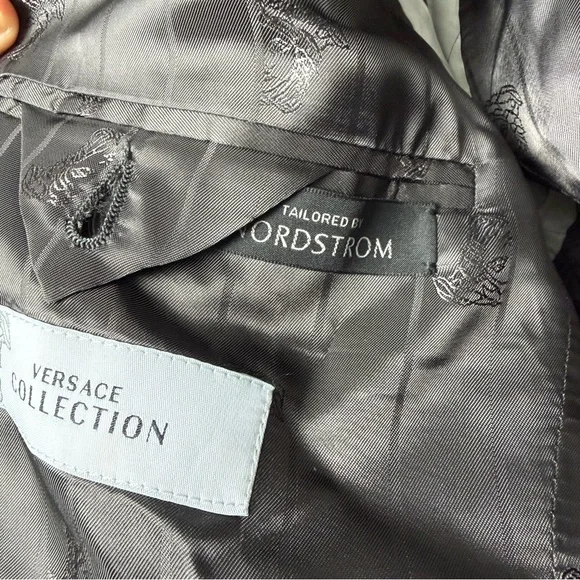 TAILORED BY
NORDSTROM
VERSACE
COLLECTION